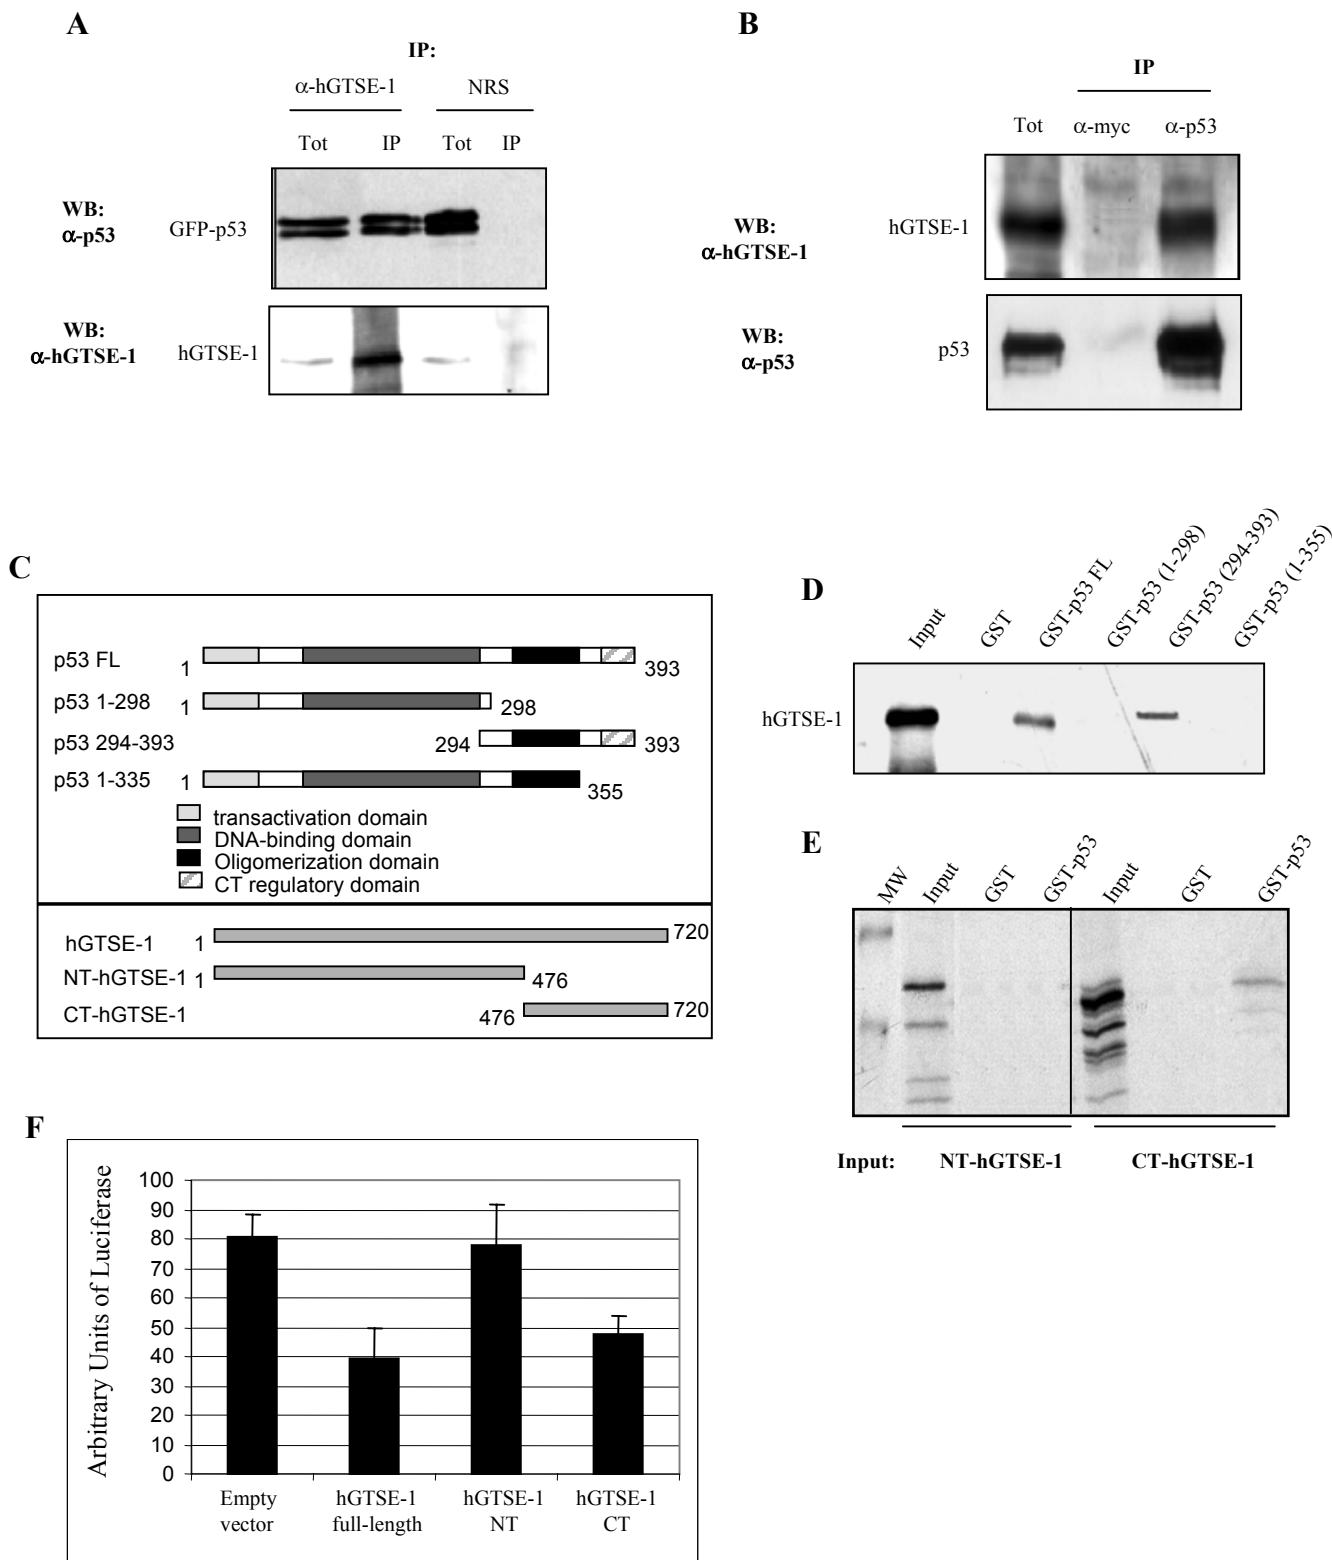 A
IP:
α-hGTSE-1 NRS
Tot IP Tot IP
WB:
α-p53
GFP-p53
WB:
α-hGTSE-1
hGTSE-1
B
IP
Tot α-myc α-p53
WB:
α-hGTSE-1
hGTSE-1
WB:
α-p53
p53
C
p53 FL 1 393
p53 1-298 1 298
p53 294-393 294 393
p53 1-335 1 355
transactivation domain
DNA-binding domain
Oligomerization domain
CT regulatory domain
hGTSE-1 1 720
NT-hGTSE-1 1 476
CT-hGTSE-1 476 720
D
Input GST GST-p53 FL GST-p53 (1-298) GST-p53 (294-393) GST-p53 (1-355)
hGTSE-1
E
MW Input GST GST-p53 Input GST GST-p53
Input: NT-hGTSE-1 CT-hGTSE-1
F
Arbitrary Units of Luciferase
100
90
80
70
60
50
40
30
20
10
0
Empty vector
hGTSE-1 full-length
hGTSE-1 NT
hGTSE-1 CT